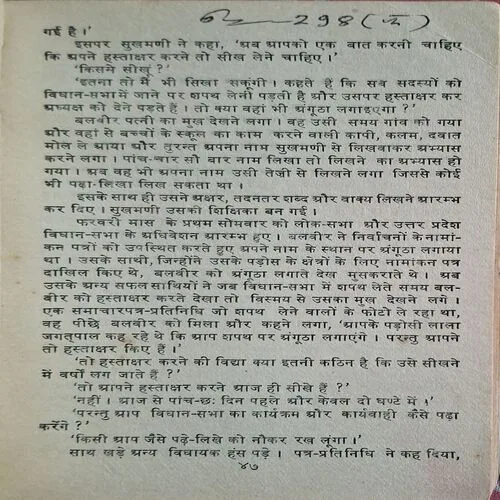 298 (
गई है।'
इसपर सुखमणी ने कहा, 'अब आपको एक बात करनी चाहिए
कि अपने हस्ताक्षर करने तो सीख लेने चाहिए।'
'किसमे सीखू ?'
'इतना तो मैं भी सिखा सकूंगी। कहते हैं कि सब सदस्यों को
विधान-सभा में जाने पर शपथ लेनी पड़ती है और उसपर हस्ताक्षर कर
अध्यक्ष को देने पड़ते हैं। तो क्या वहां भी अंगूठा लगाइएगा ?'
बलवीर पत्नी का मुख देखने लगा। वह उसी समय गांव को गया
और वहां से बच्चों के स्कूल का काम करने वाली कापी, कलम, दवात
मोल ले आया और तुरन्त अपना नाम सुखमणी से लिखवाकर अभ्यास
करने लगा। पांच-चार सौ बार नाम लिखा तो लिखने का अभ्यास ही
गया। अब वह भी अपना नाम उसी तेज़ी से लिखने लगा जिससे कोई
भी पढ़ा-लिखा लिख सकता था।
इसके साथ ही उसने अक्षर, तदनतर शब्द और वाक्य लिखने आरम्भ
कर दिए। सुखमणी उसकी शिक्षिका बन गई।
फरवरी मास के प्रथम सोमवार को लोक-सभा और उत्तर प्रदेश
विधान-सभा के अधिवेशन आरम्भ हुए। बलवीर ने निर्वाचनों के नामां-
कन पत्रों को उपस्थित करते हुए अपने नाम के स्थान पर अंगूठा लगाया
था। उसके साथी, जिन्होंने उसके पड़ोस के क्षेत्रों के लिए नामांकन पत्र
दाखिल किए थे, बलवीर को अंगूठा लगाते देख मुसकराते थे। अब
उसके अन्य सफल साथियों ने जब विधान-सभा में शपथ लेते समय बल-
वीर को हस्ताक्षर करते देखा तो विस्मय से उसका मुख देखने लगे।
एक समाचारपत्र-प्रतिनिधि जो शपथ लेने वालों के फोटो ले रहा था,
वह पीछे बलवीर को मिला और कहने लगा, 'आपके पड़ोसी लाला
जगत्पाल कह रहे थे कि आप शपथ पर अंगूठा लगाएंगे। परन्तु आपने
तो हस्ताक्षर किए हैं।'
'तो हस्ताक्षर करने की विद्या क्या इतनी कठिन है कि उसे सीखने
में वर्षों लग जाते हैं ?'
'तो आपने हस्ताक्षर करने आज ही सीखे हैं ?'
'नहीं। आज से पांच-छः दिन पहले और केवल दो घण्टे में।'
'परन्तु आप विधान-सभा का कार्यक्रम और कार्यवाही कैसे पढ़ा
करेंगे ?'
'किसी आप जैसे पढ़े-लिखे को नौकर रख लूंगा।'
साथ खड़े अन्य विधायक हंस पड़े। पत्र-प्रतिनिधि ने कह दिया,
४७